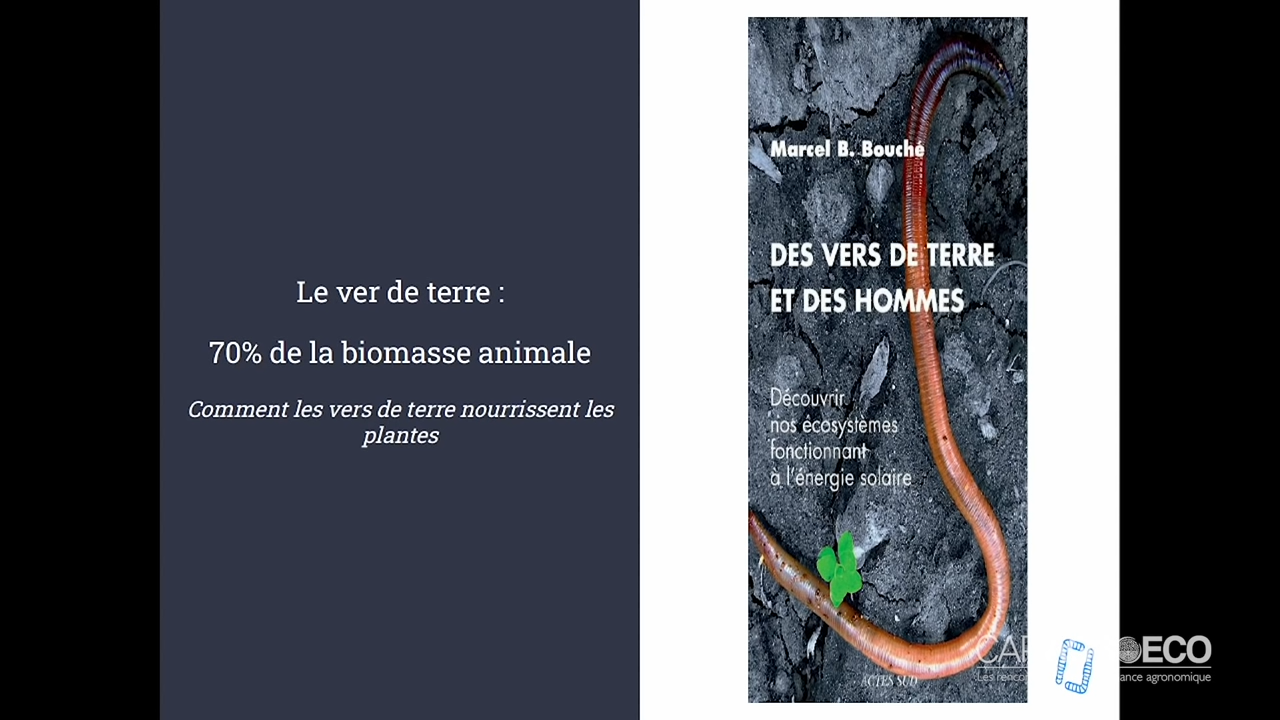 Le ver de terre :
70% de la biomasse animale
Comment les vers de terre nourrissent les
plantes
Marcel B. Bouché
DES VERS DE TERRE
ET DES HOMMES
Découvrir
nos écosystèmes
fonctionnant
à l'énergie solaire
ACTES SUD
ECO
agronomique